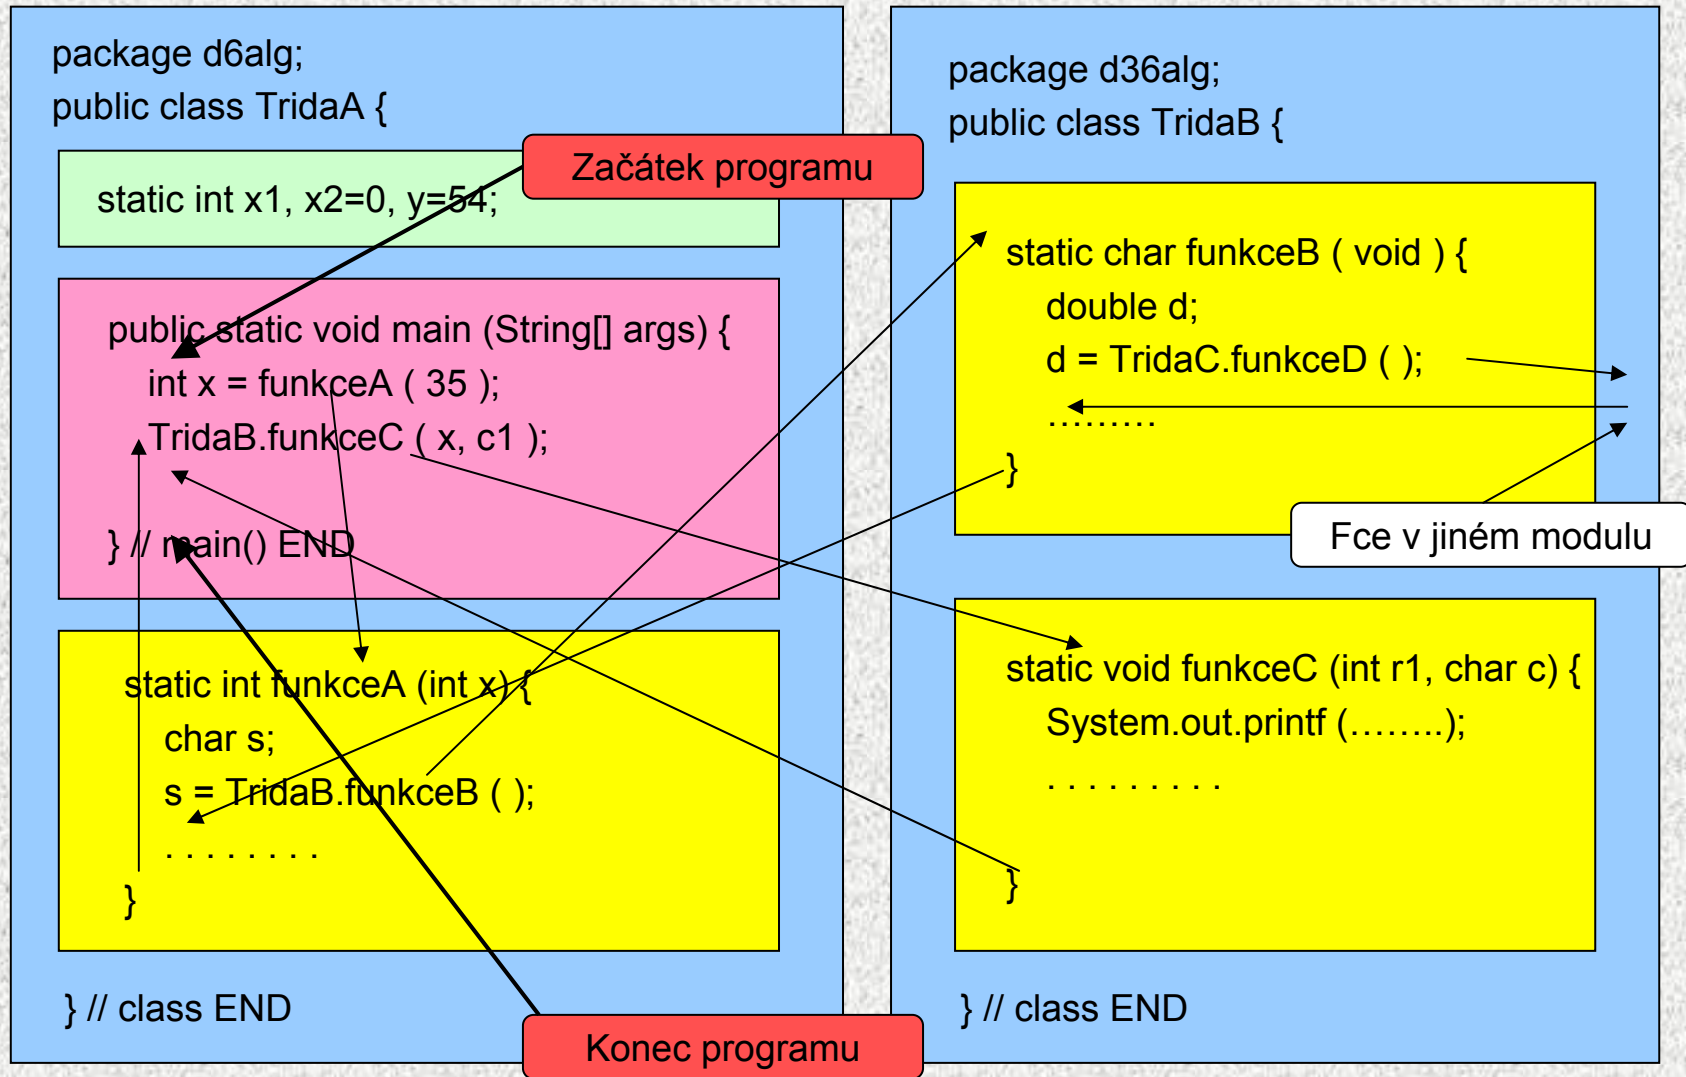 package d6alg;
public class TridaA {
Začátek programu
static int x1, x2=0, y=54;
public static void main (String[] args) {
int x = funkceA ( 35 );
TridaB.funkceC ( x, c1 );
} // main() END
static int funkceA (int x) {
char s;
s = TridaB.funkceB ( );
. . . . . . . .
}
} // class END
Konec programu
package d36alg;
public class TridaB {
static char funkceB ( void ) {
double d;
d = TridaC.funkceD ( );
………
}
Fce v jiném modulu
static void funkceC (int r1, char c) {
System.out.printf (……..);
. . . . . . . . .
}
} // class END